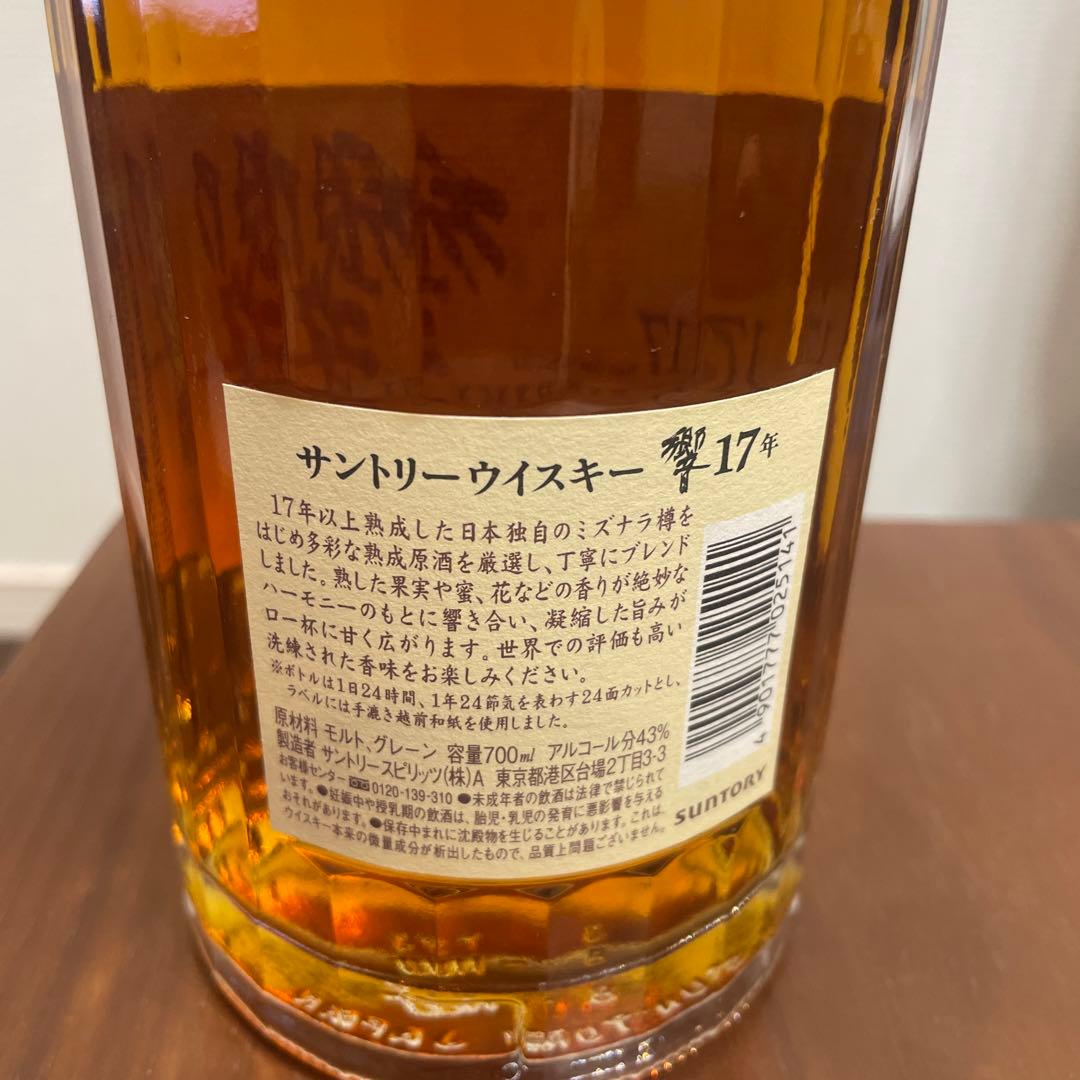 サントリーウイスキー 響 17年
17年以上熟成した日本独自のミズナラ樽を
はじめ多彩な熟成原酒を厳選し、丁寧にブレンド
しました。熟した果実や蜜、花などの香りが絶妙な
ハーモニーのもとに響き合い、凝縮した旨みが
口一杯に甘く広がります。世界での評価も高い
洗練された香味をお楽しみください。
※ボトルは1日24時間、1年24節気を表わす24面カットとし、
ラベルには手漉き越前和紙を使用しました。
原材料 モルト、グレーン 容量700ml アルコール分43%
製造者 サントリースピリッツ(株)A 東京都港区台場2丁目3-3
お客様センター 0120-139-310 ●未成年者の飲酒は法律で禁じられて
います。●妊娠中や授乳期の飲酒は、胎児・乳児の発育に悪影響を与える
おそれがあります。●保存中まれに沈殿物を生じることがあります。これは、
ウイスキー本来の微量成分が析出したもので、品質上問題ございません。
4 901777 025141
SUNTORY